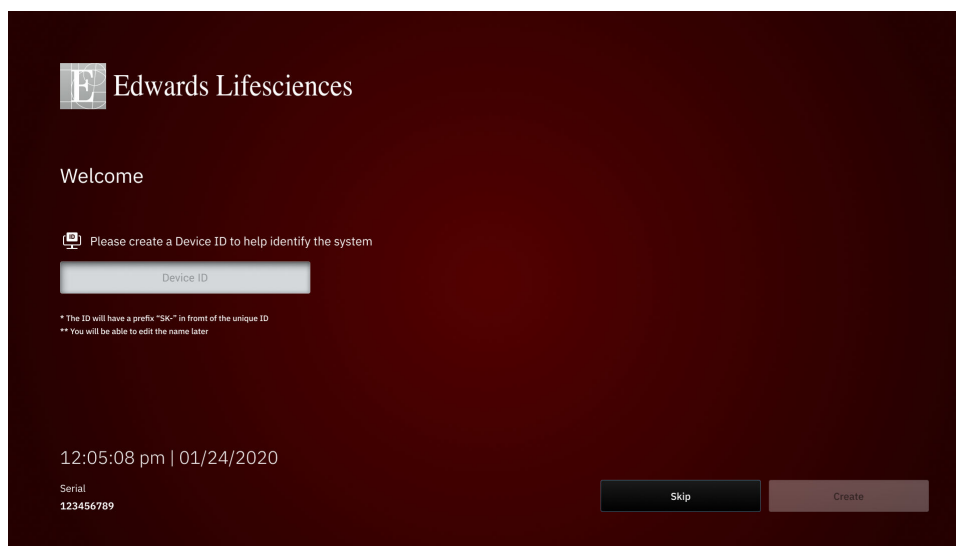 E Edwards Lifesciences
Welcome
ID Please create a Device ID to help identify the system
Device ID
* The ID will have a prefix "SK-" in fromt of the unique ID
** You will be able to edit the name later
12:05:08 pm | 01/24/2020
Serial
123456789
Skip
Create